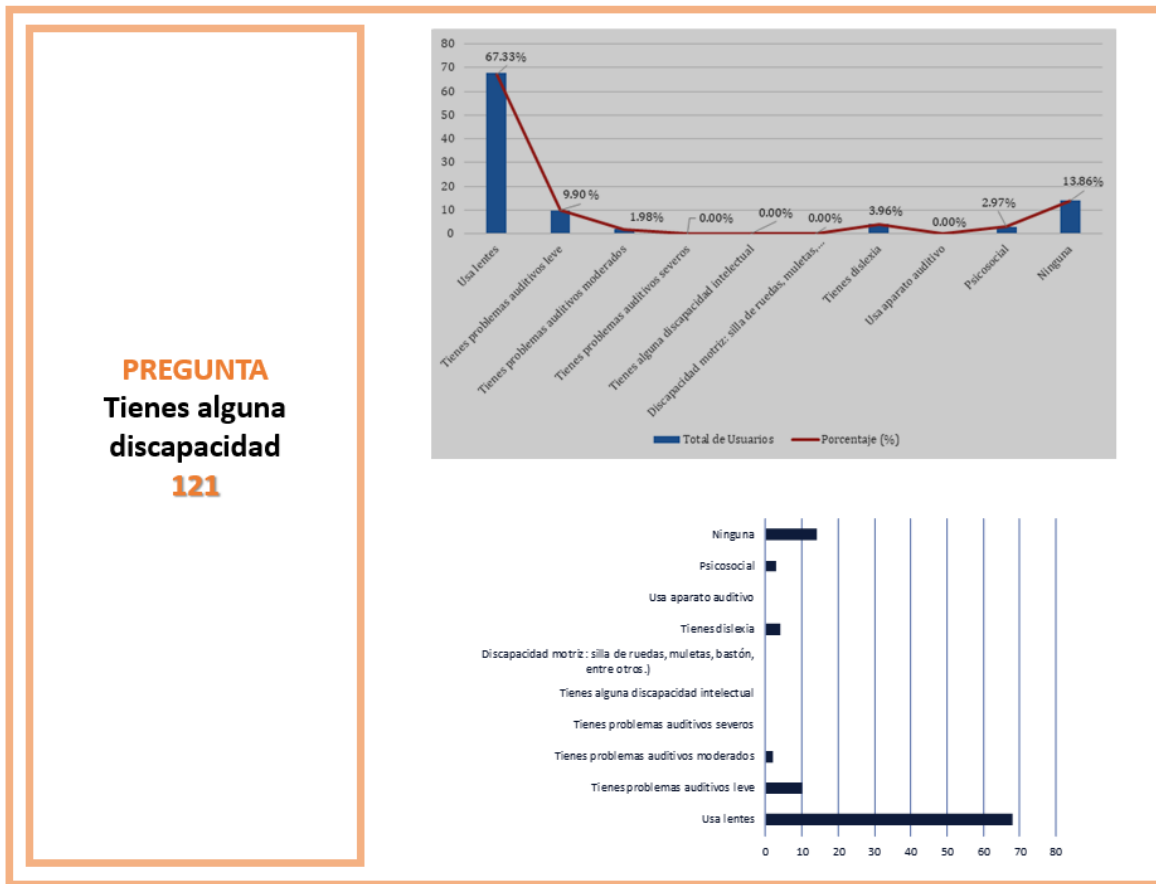 PREGUNTA
Tienes alguna
discapacidad
121
80
70
60
50
40
30
20
10
0
67.33%
9.90 %
1.98%
0.00%
0.00%
0.00%
3.96%
0.00%
2.97%
13.86%
Usa lentes
Tienes problemas auditivos leve
Tienes problemas auditivos moderados
Tienes problemas auditivos severos
Tienes alguna discapacidad intelectual
Discapacidad motriz: silla de ruedas, muletas,...
Tienes dislexia
Usa aparato auditivo
Psicosocial
Ninguna
Total de Usuarios
Porcentaje (%)
Ninguna
Psicosocial
Usa aparato auditivo
Tienes dislexia
Discapacidad motriz: silla de ruedas, muletas, bastón,
entre otros.)
Tienes alguna discapacidad intelectual
Tienes problemas auditivos severos
Tienes problemas auditivos moderados
Tienes problemas auditivos leve
Usa lentes
0 10 20 30 40 50 60 70 80